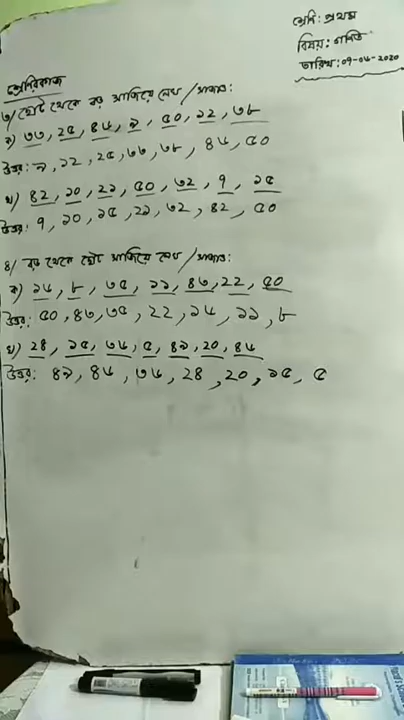 শ্রেণি: প্রথম
বিষয়: গণিত
তারিখ: ০৭-০৬-২০২০
শ্রেণিরকাজ
৩/ ছোট থেকে বড় সাজিয়ে লেখ / সাজাও:
ক) ৩৩, ২৫, ৪৬, ৯, ৫০, ১২, ৩৮
উত্তর: ৯, ১২, ২৫, ৩৩, ৩৮, ৪৬, ৫০
খ) ৪২, ১০, ২১, ৫০, ৩২, ৭, ১৫
উত্তর: ৭, ১০, ১৫, ২১, ৩২, ৪২, ৫০
৪/ বড় থেকে ছোট সাজিয়ে লেখ / সাজাও:
ক) ১৬, ৮, ৩৫, ১১, ৪৩, ২২, ৫০
উত্তর: ৫০, ৪৩, ৩৫, ২২, ১৬, ১১, ৮
খ) ২৪, ১৫, ৩৬, ৫, ৪৯, ২০, ৪৬
উত্তর: ৪৯, ৪৬, ৩৬, ২৪, ২০, ১৫, ৫